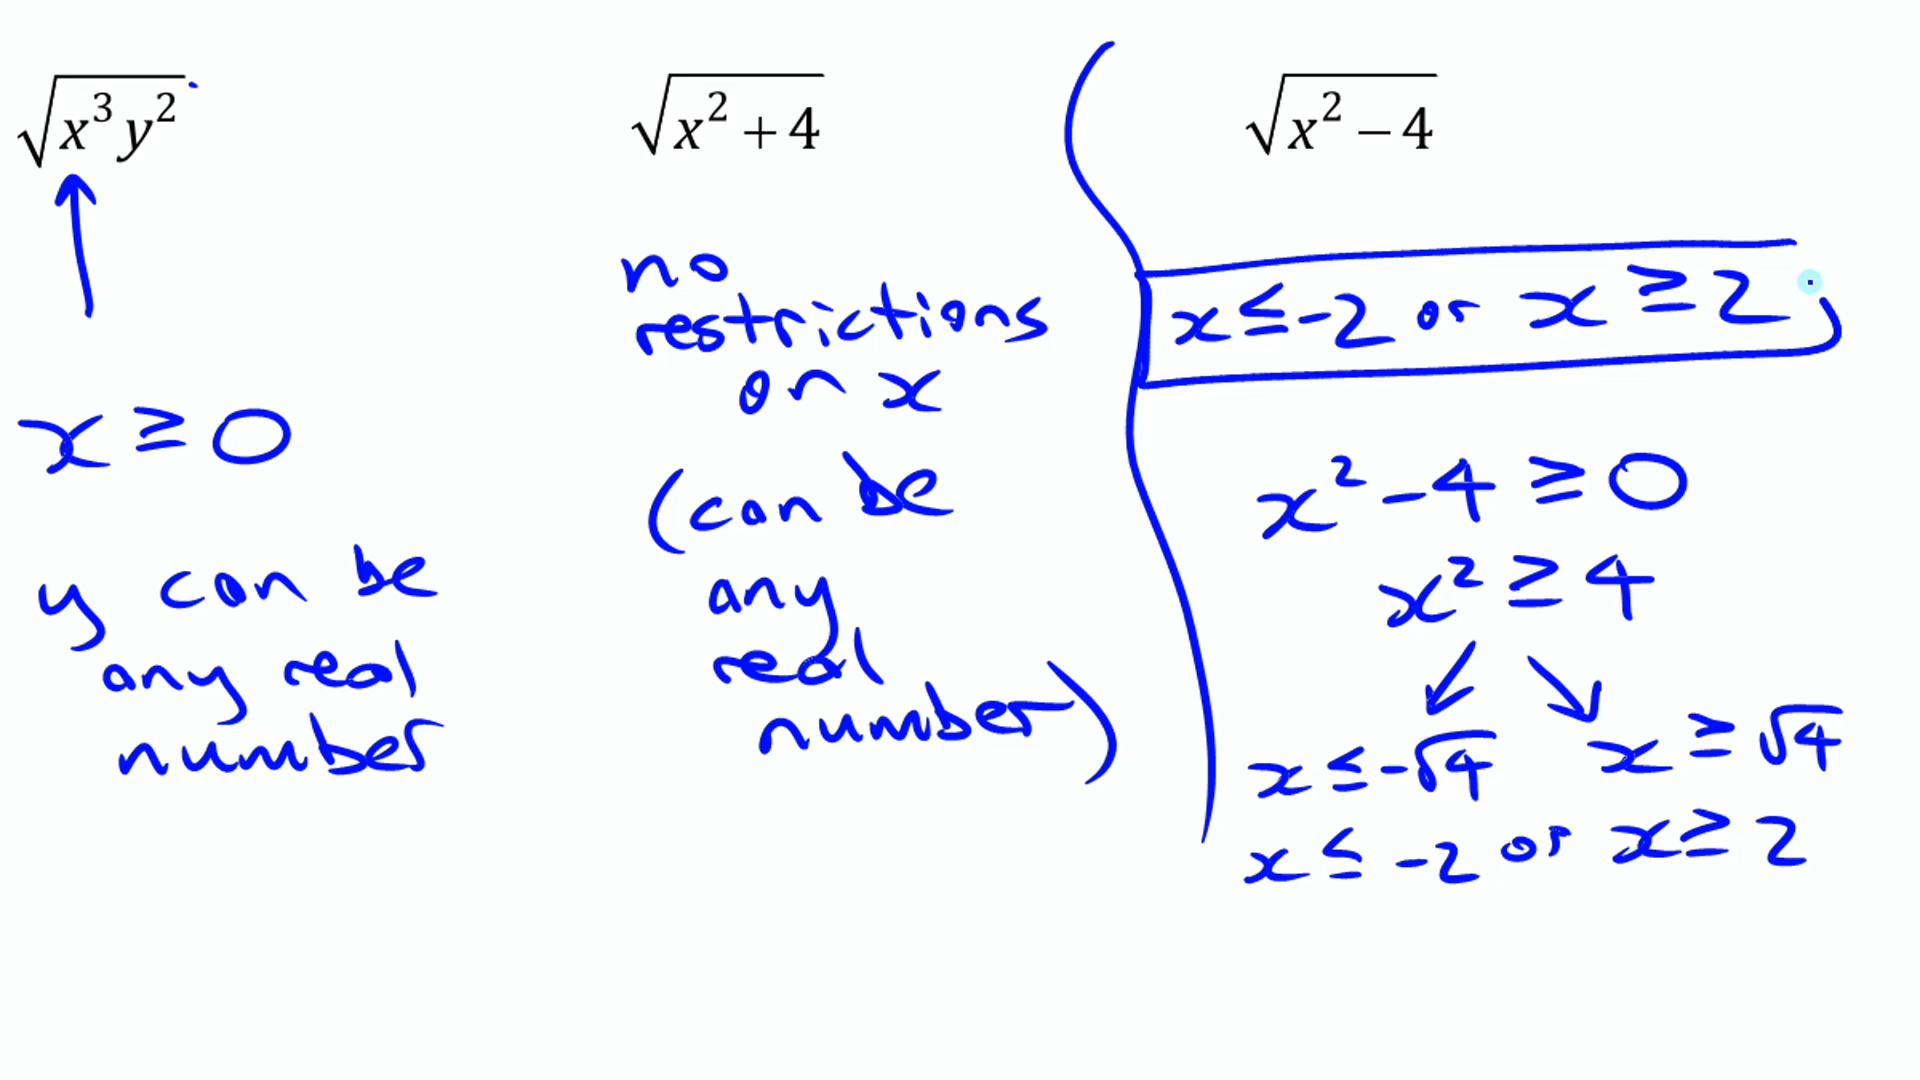 √(x³y²)
x ≥ 0
y can be
any real
number
√(x² + 4)
no
restrictions
on x
(can be
any
real
number)
√(x² − 4)
x ≤ -2 or x ≥ 2
x² - 4 ≥ 0
x² ≥ 4
x ≤ -√4 x ≥ √4
x ≤ -2 or x ≥ 2